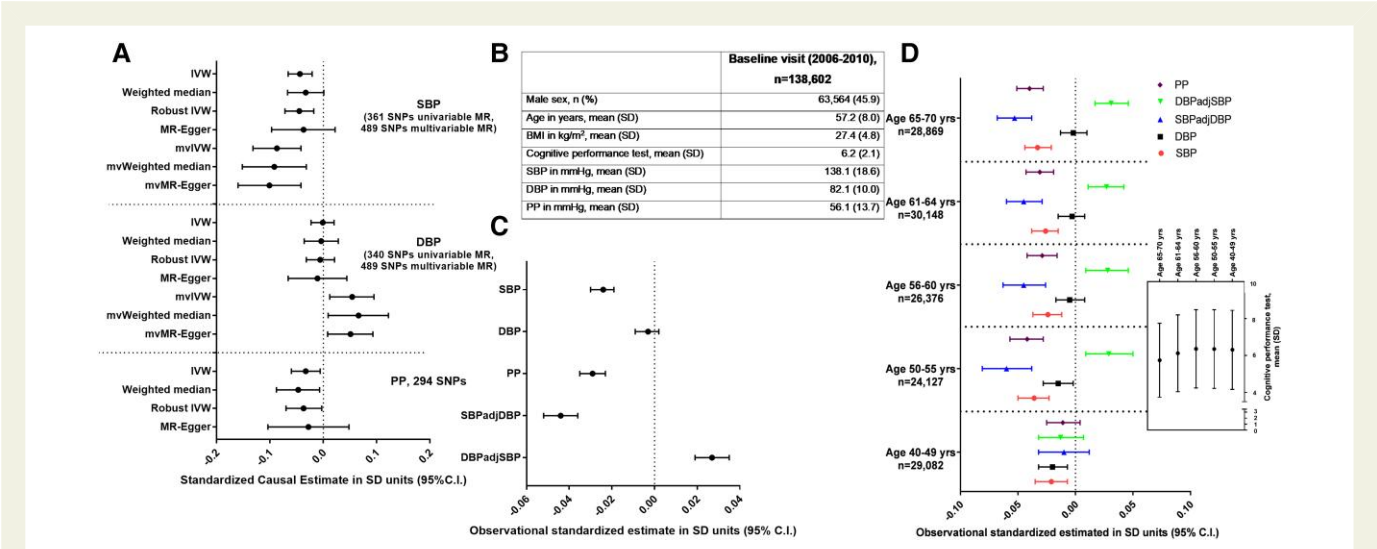 A
IVW
Weighted median
Robust IVW
MR-Egger
mvIVW
mvWeighted median
mvMR-Egger
SBP
(361 SNPs univariable MR,
489 SNPs multivariable MR)
IVW
Weighted median
Robust IVW
MR-Egger
mvIVW
mvWeighted median
mvMR-Egger
DBP
(340 SNPs univariable MR,
489 SNPs multivariable MR)
IVW
Weighted median
Robust IVW
MR-Egger
PP, 294 SNPs
-0.2 -0.1 0.0 0.1 0.2
Standardized Causal Estimate in SD units (95%C.I.)
B
Baseline visit (2006-2010),
n=138,602
Male sex, n (%) 63,564 (45.9)
Age in years, mean (SD) 57.2 (8.0)
BMI in kg/m², mean (SD) 27.4 (4.8)
Cognitive performance test, mean (SD) 6.2 (2.1)
SBP in mmHg, mean (SD) 138.1 (18.6)
DBP in mmHg, mean (SD) 82.1 (10.0)
PP in mmHg, mean (SD) 56.1 (13.7)
C
SBP
DBP
PP
SBPadjDBP
DBPadjSBP
-0.06 -0.04 -0.02 0.00 0.02 0.04
Observational standardized estimate in SD units (95% C.I.)
D
Age 65-70 yrs
n=28,869
Age 61-64 yrs
n=30,148
Age 56-60 yrs
n=26,376
Age 50-55 yrs
n=24,127
Age 40-49 yrs
n=29,082
-0.10 -0.05 0.00 0.05 0.10
Observational standardized estimated in SD units (95% C.I.)
PP
DBPadjSBP
SBPadjDBP
DBP
SBP
Age 65-70 yrs
Age 61-64 yrs
Age 56-60 yrs
Age 50-55 yrs
Age 40-49 yrs
10
8
6
4
3
2
1
0
Cognitive performance test,
mean (SD)